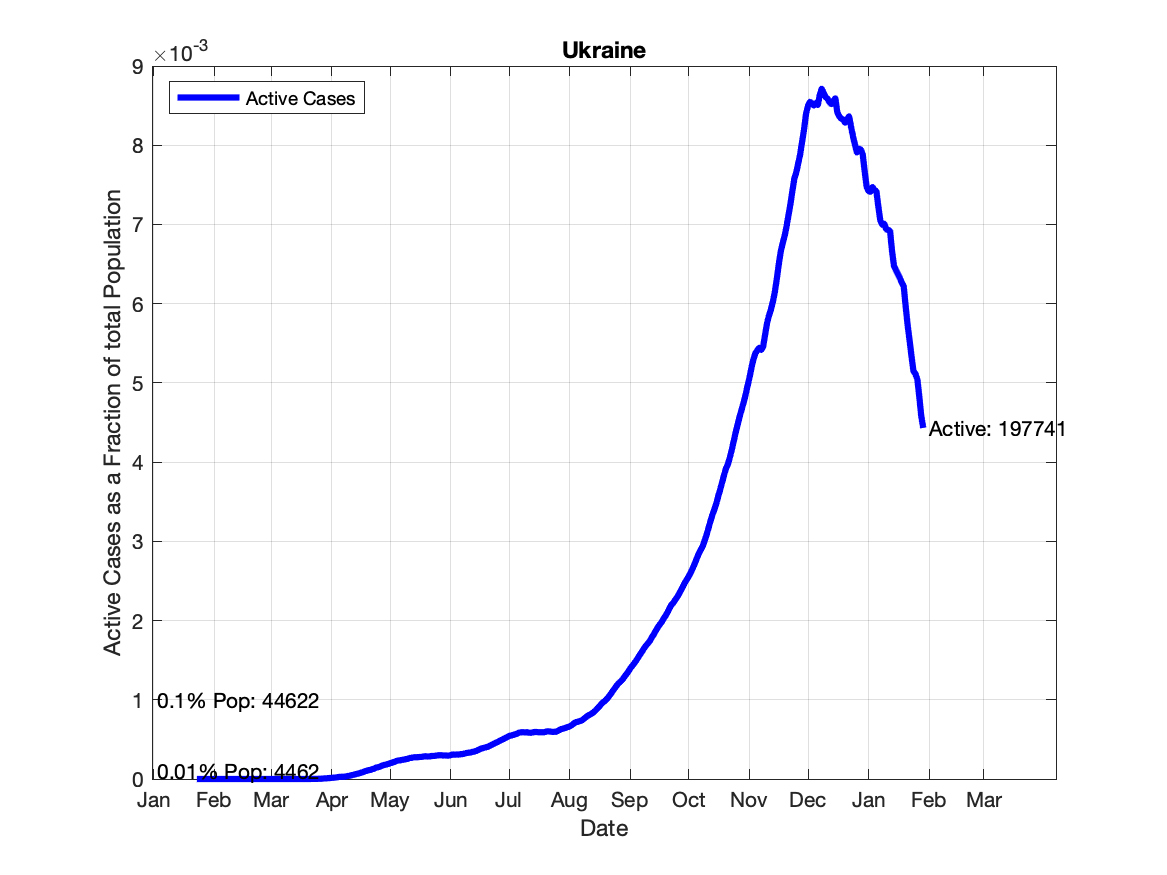 Ukraine
×10-3
9
8
7
6
5
4
3
2
1
0
Active Cases as a Fraction of total Population
Active Cases
Active: 197741
0.1% Pop: 44622
0.01% Pop: 4462
Jan Feb Mar Apr May Jun Jul Aug Sep Oct Nov Dec Jan Feb Mar
Date